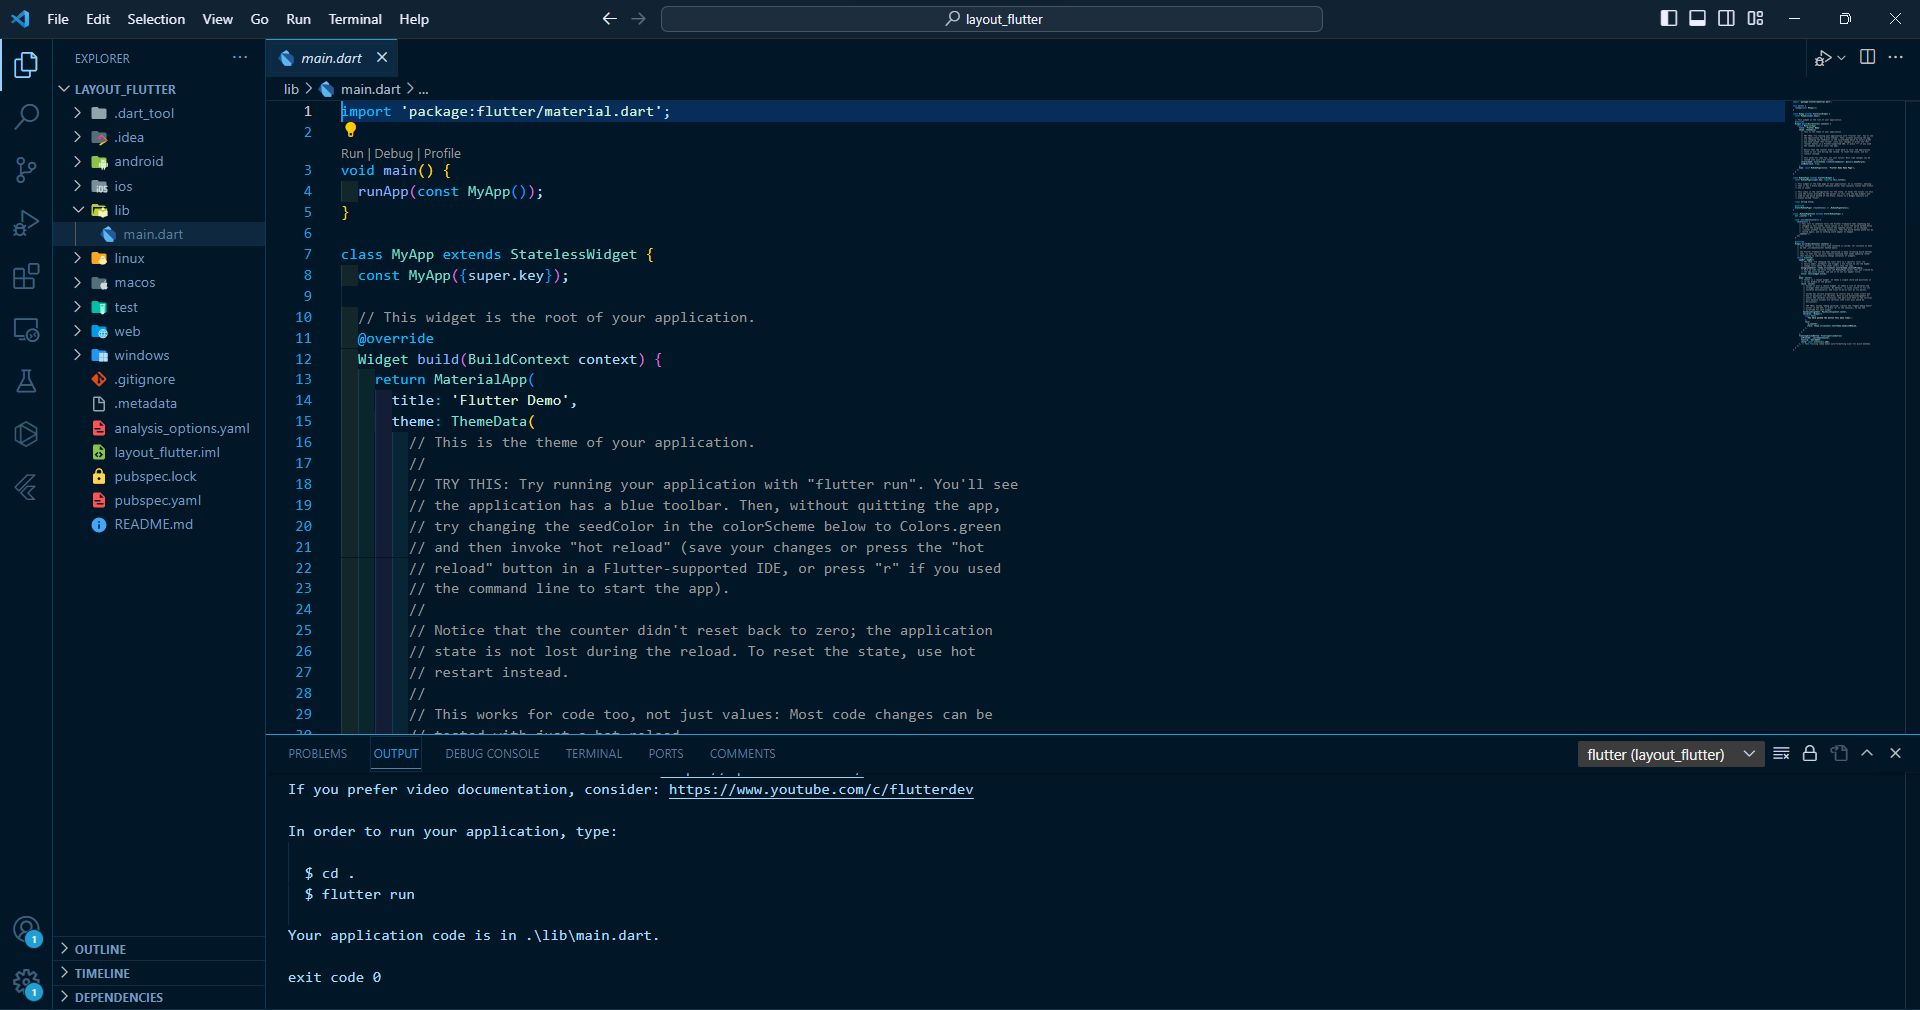 File Edit Selection View Go Run Terminal Help
layout_flutter
EXPLORER
LAYOUT_FLUTTER
.dart_tool
.idea
android
ios
lib
main.dart
linux
macos
test
web
windows
.gitignore
.metadata
analysis_options.yaml
layout_flutter.iml
pubspec.lock
pubspec.yaml
README.md
OUTLINE
TIMELINE
DEPENDENCIES
1
1
main.dart
lib > main.dart > ...
1 import 'package:flutter/material.dart';
2
Run | Debug | Profile
3 void main() {
4 runApp(const MyApp());
5 }
6
7 class MyApp extends StatelessWidget {
8 const MyApp({super.key});
9
10 // This widget is the root of your application.
11 @override
12 Widget build(BuildContext context) {
13 return MaterialApp(
14 title: 'Flutter Demo',
15 theme: ThemeData(
16 // This is the theme of your application.
17 //
18 // TRY THIS: Try running your application with "flutter run". You'll see
19 // the application has a blue toolbar. Then, without quitting the app,
20 // try changing the seedColor in the colorScheme below to Colors.green
21 // and then invoke "hot reload" (save your changes or press the "hot
22 // reload" button in a Flutter-supported IDE, or press "r" if you used
23 // the command line to start the app).
24 //
25 // Notice that the counter didn't reset back to zero; the application
26 // state is not lost during the reload. To reset the state, use hot
27 // restart instead.
28 //
29 // This works for code too, not just values: Most code changes can be
PROBLEMS OUTPUT DEBUG CONSOLE TERMINAL PORTS COMMENTS
flutter (layout_flutter)
If you prefer video documentation, consider: https://www.youtube.com/c/flutterdev
In order to run your application, type:
$ cd .
$ flutter run
Your application code is in .\lib\main.dart.
exit code 0